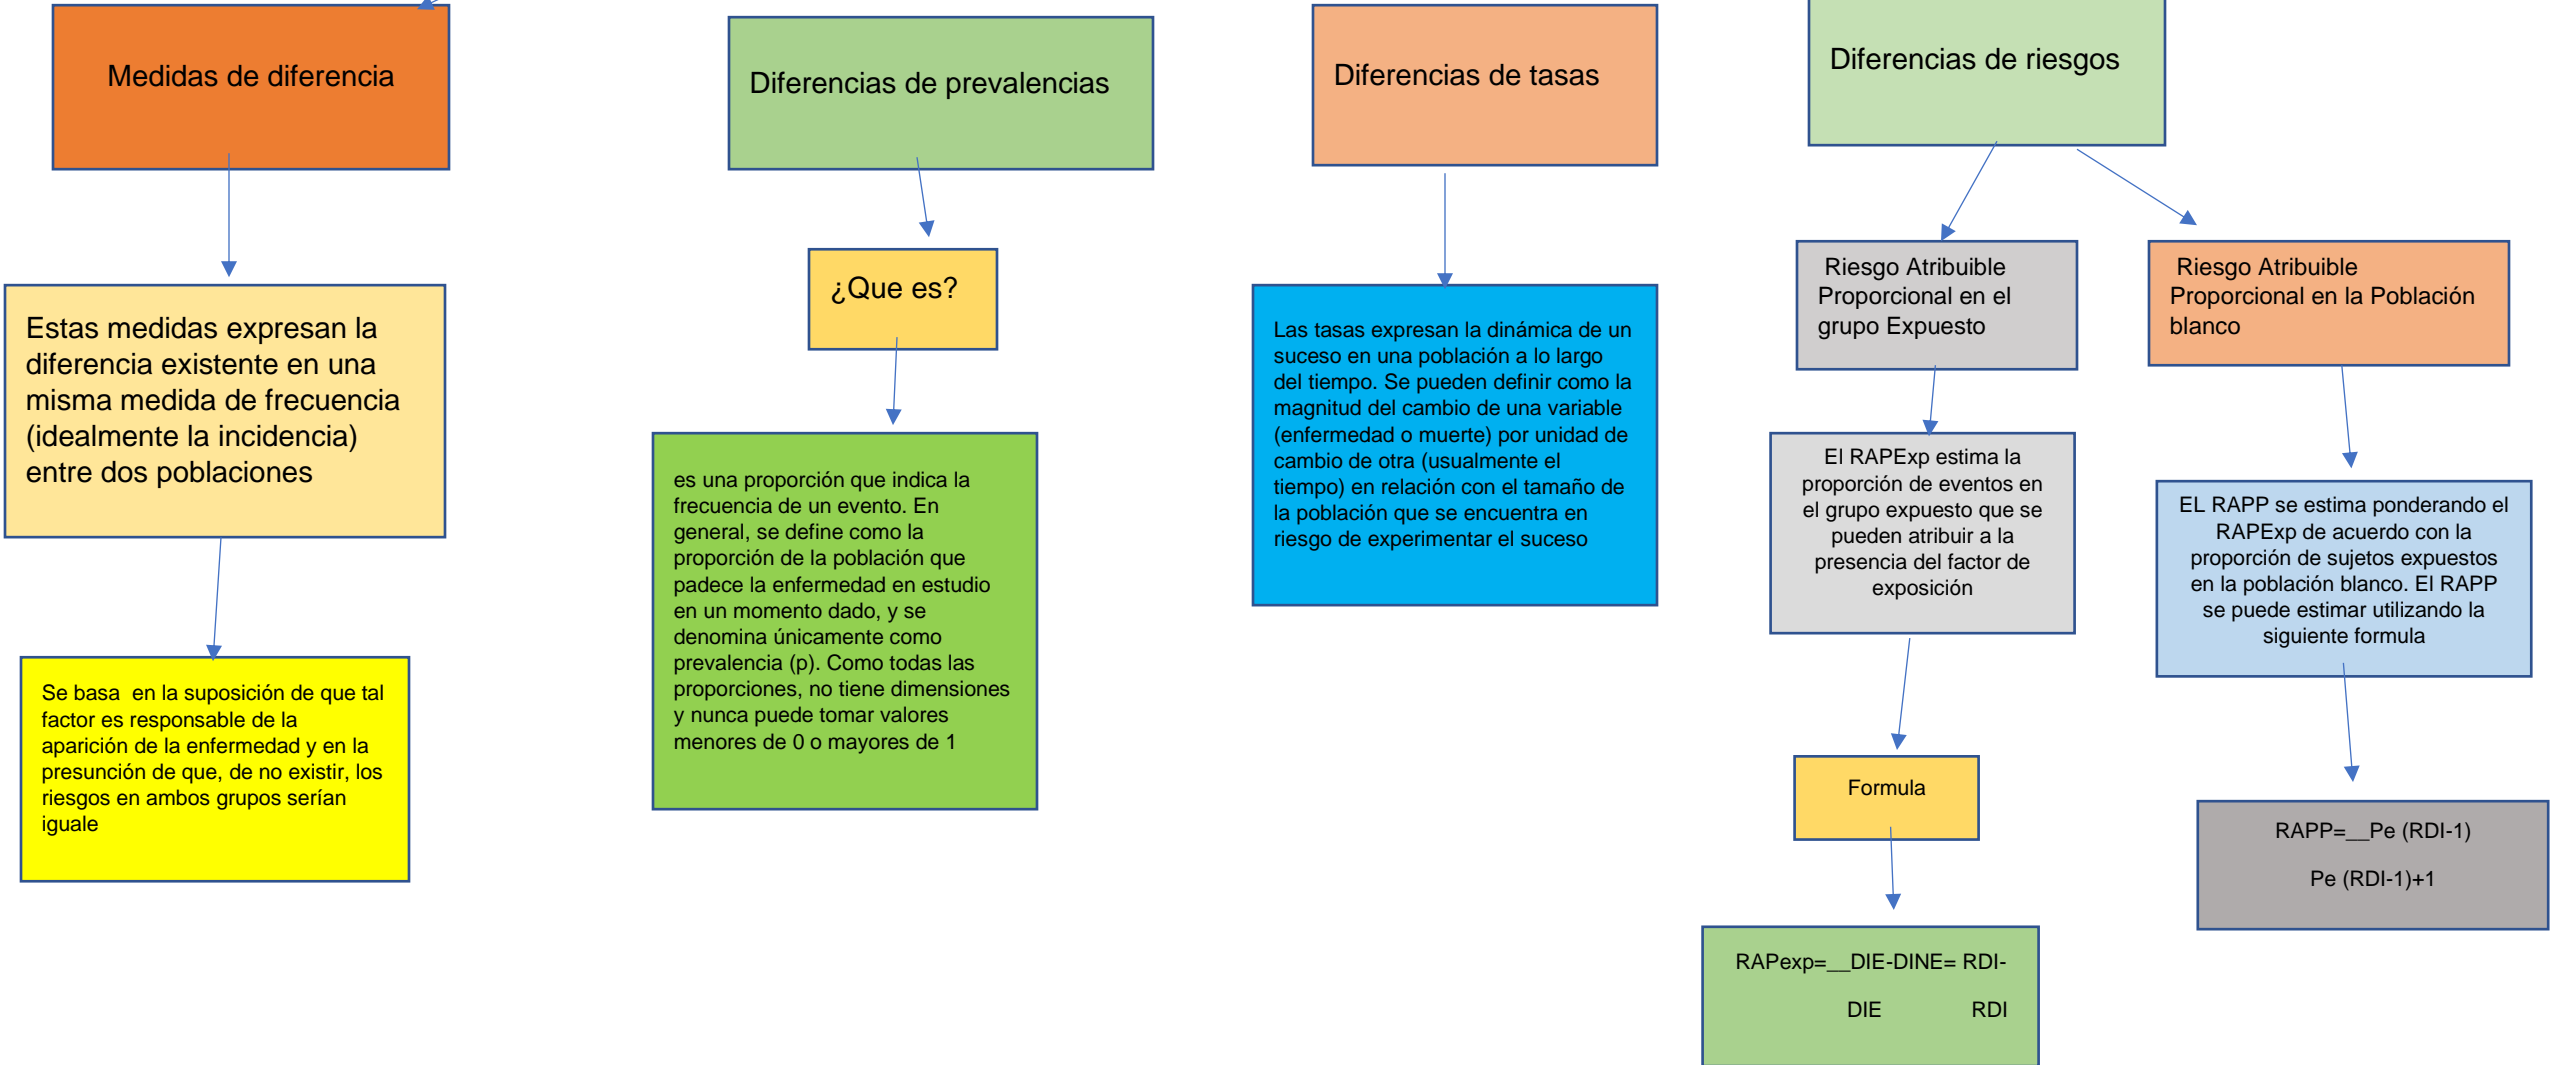 Medidas de diferencia
Estas medidas expresan la
diferencia existente en una
misma medida de frecuencia
(idealmente la incidencia)
entre dos poblaciones
Se basa  en la suposición de que tal
factor es responsable de la
aparición de la enfermedad y en la
presunción de que, de no existir, los
riesgos en ambos grupos serían
iguale
Diferencias de prevalencias
¿Que es?
es una proporción que indica la
frecuencia de un evento. En
general, se define como la
proporción de la población que
padece la enfermedad en estudio
en un momento dado, y se
denomina únicamente como
prevalencia (p). Como todas las
proporciones, no tiene dimensiones
y nunca puede tomar valores
menores de 0 o mayores de 1
Diferencias de tasas
Las tasas expresan la dinámica de un
suceso en una población a lo largo
del tiempo. Se pueden definir como la
magnitud del cambio de una variable
(enfermedad o muerte) por unidad de
cambio de otra (usualmente el
tiempo) en relación con el tamaño de
la población que se encuentra en
riesgo de experimentar el suceso
Diferencias de riesgos
Riesgo Atribuible
Proporcional en el
grupo Expuesto
El RAPExp estima la
proporción de eventos en
el grupo expuesto que se
pueden atribuir a la
presencia del factor de
exposición
Formula
RAPexp=__DIE-DINE= RDI-
DIE RDI
Riesgo Atribuible
Proporcional en la Población
blanco
EL RAPP se estima ponderando el
RAPExp de acuerdo con la
proporción de sujetos expuestos
en la población blanco. El RAPP
se puede estimar utilizando la
siguiente formula
RAPP=__Pe (RDI-1)
Pe (RDI-1)+1